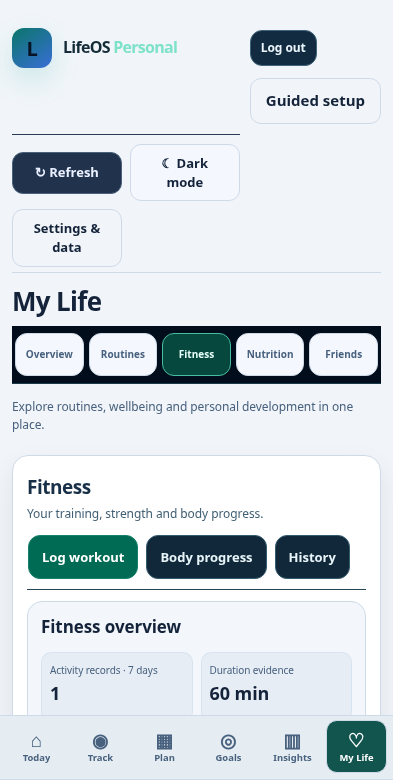 L
LifeOS Personal
Log out
Guided setup
↻ Refresh
☾ Dark
mode
Settings &
data
My Life
Overview
Routines
Fitness
Nutrition
Friends
Explore routines, wellbeing and personal development in one
place.
Fitness
Your training, strength and body progress.
Log workout
Body progress
History
Fitness overview
Activity records · 7 days
1
Duration evidence
60 min
Today
Track
Plan
Goals
Insights
My Life